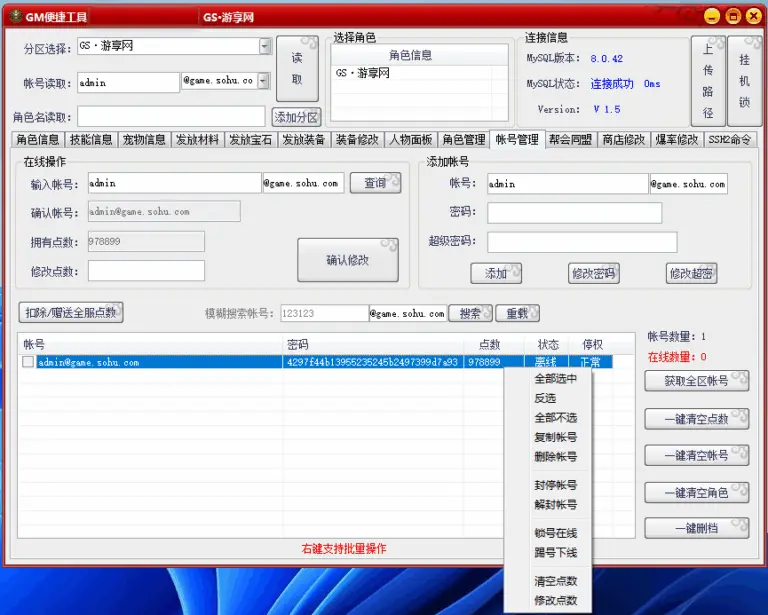 GM便捷工具 GS·游享网
分区选择: GS·游享网
读取
帐号读取: admin @game.sohu.co
角色名读取: 添加分区
选择角色
角色信息
GS·游享网
连接信息
MySQL版本: 8.0.42
MySQL状态: 连接成功 0ms
Version: V 1.5
上传路径
挂机锁
角色信息 技能信息 宠物信息 发放材料 发放宝石 发放装备 装备修改 人物面板 角色管理 帐号管理 帮会同盟 商店修改 爆率修改 SSH2命令
在线操作
输入帐号: admin @game.sohu.com 查询
确认帐号: admin@game.sohu.com
拥有点数: 978899
修改点数:
确认修改
添加帐号
帐号: admin @game.sohu.com
密码:
超级密码:
添加 修改密码 修改超密
扣除/赠送全服点数 模糊搜索帐号: 123123 @game.sohu.com 搜索 重载
帐号 密码 点数 状态 停权
admin@game.sohu.com 4297f44b13955235245b2497399d7a93 978899 离线 正常
全部选中
反选
全部不选
复制帐号
删除帐号
封停帐号
解封帐号
锁号在线
踢号下线
清空点数
修改点数
帐号数量: 1
在线数量: 0
获取全区帐号
一键清空点数
一键清空帐号
一键清空角色
一键删档
右键支持批量操作